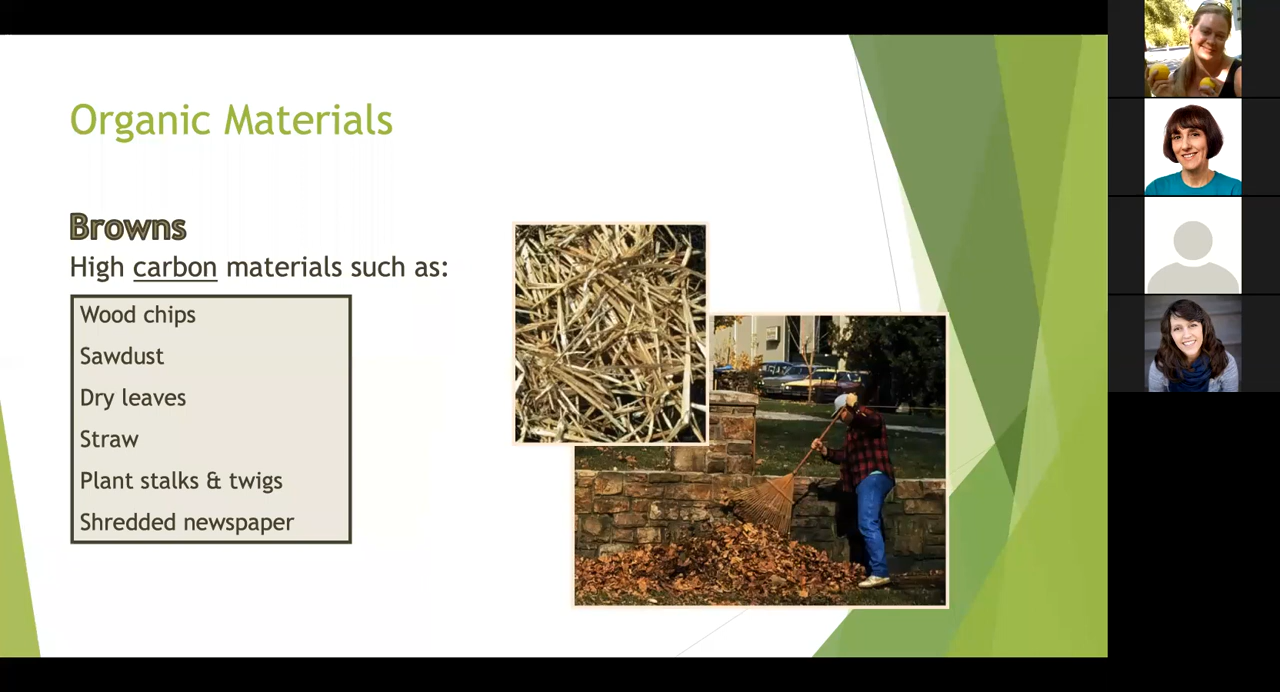 Organic Materials
Browns
High carbon materials such as:
Wood chips
Sawdust
Dry leaves
Straw
Plant stalks & twigs
Shredded newspaper